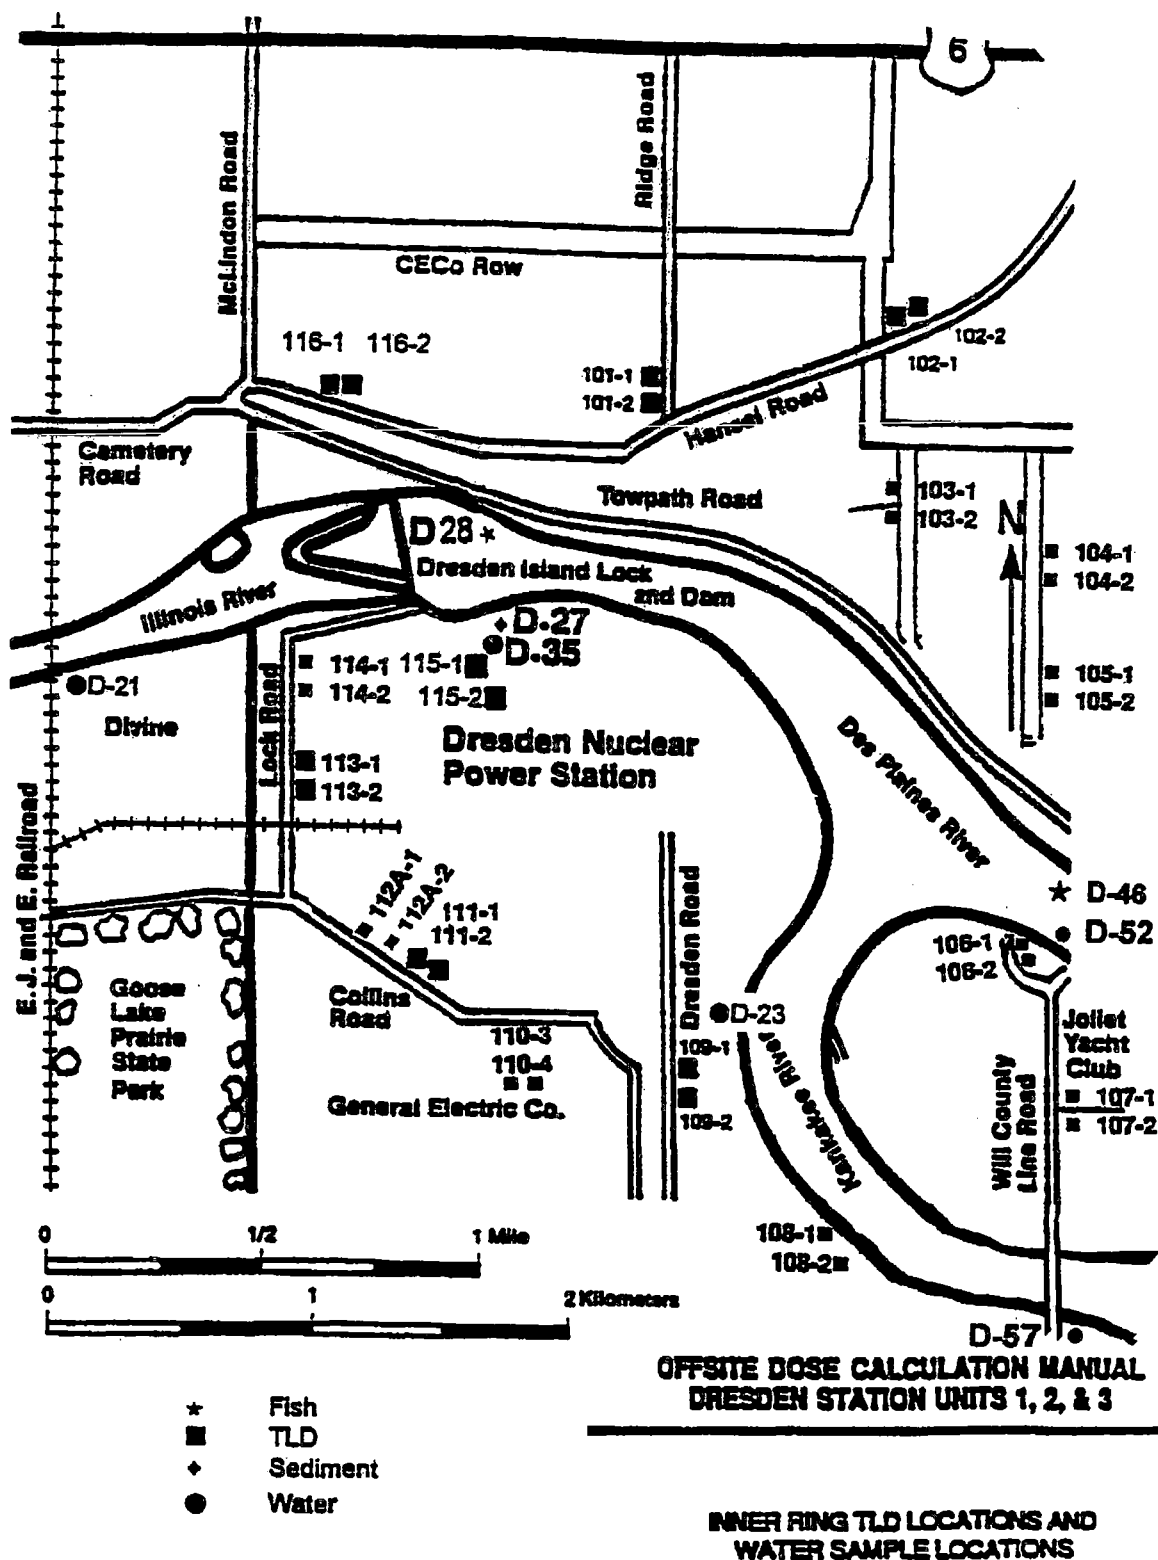 6
McLindon Road
Ridge Road
CECo Row
116-1 116-2
101-1
101-2
102-2
102-1
Hansel Road
Cemetery
Road
Towpath Road
103-1
103-2
N
104-1
104-2
D28
Dresden Island Lock
and Dam
Illinois River
D-27
D-35
114-1
114-2
115-1
115-2
105-1
105-2
D-21
Divine
Lock Road
113-1
113-2
Dresden Nuclear
Power Station
Des Plaines River
E.J. and E. Railroad
112A-1
112A-2
111-1
111-2
Dresden Road
D-46
D-52
106-1
106-2
Goose
Lake
Prairie
State
Park
Collins
Road
D-23
110-3
110-4
109-1
109-2
General Electric Co.
Kankakee River
Joliet
Yacht
Club
Will County
Line Road
107-1
107-2
108-1
108-2
0 1/2 1 Mile
0 1 2 Kilometers
D-57
OFFSITE DOSE CALCULATION MANUAL
DRESDEN STATION UNITS 1, 2, & 3
Fish
TLD
Sediment
Water
INNER RING TLD LOCATIONS AND
WATER SAMPLE LOCATIONS